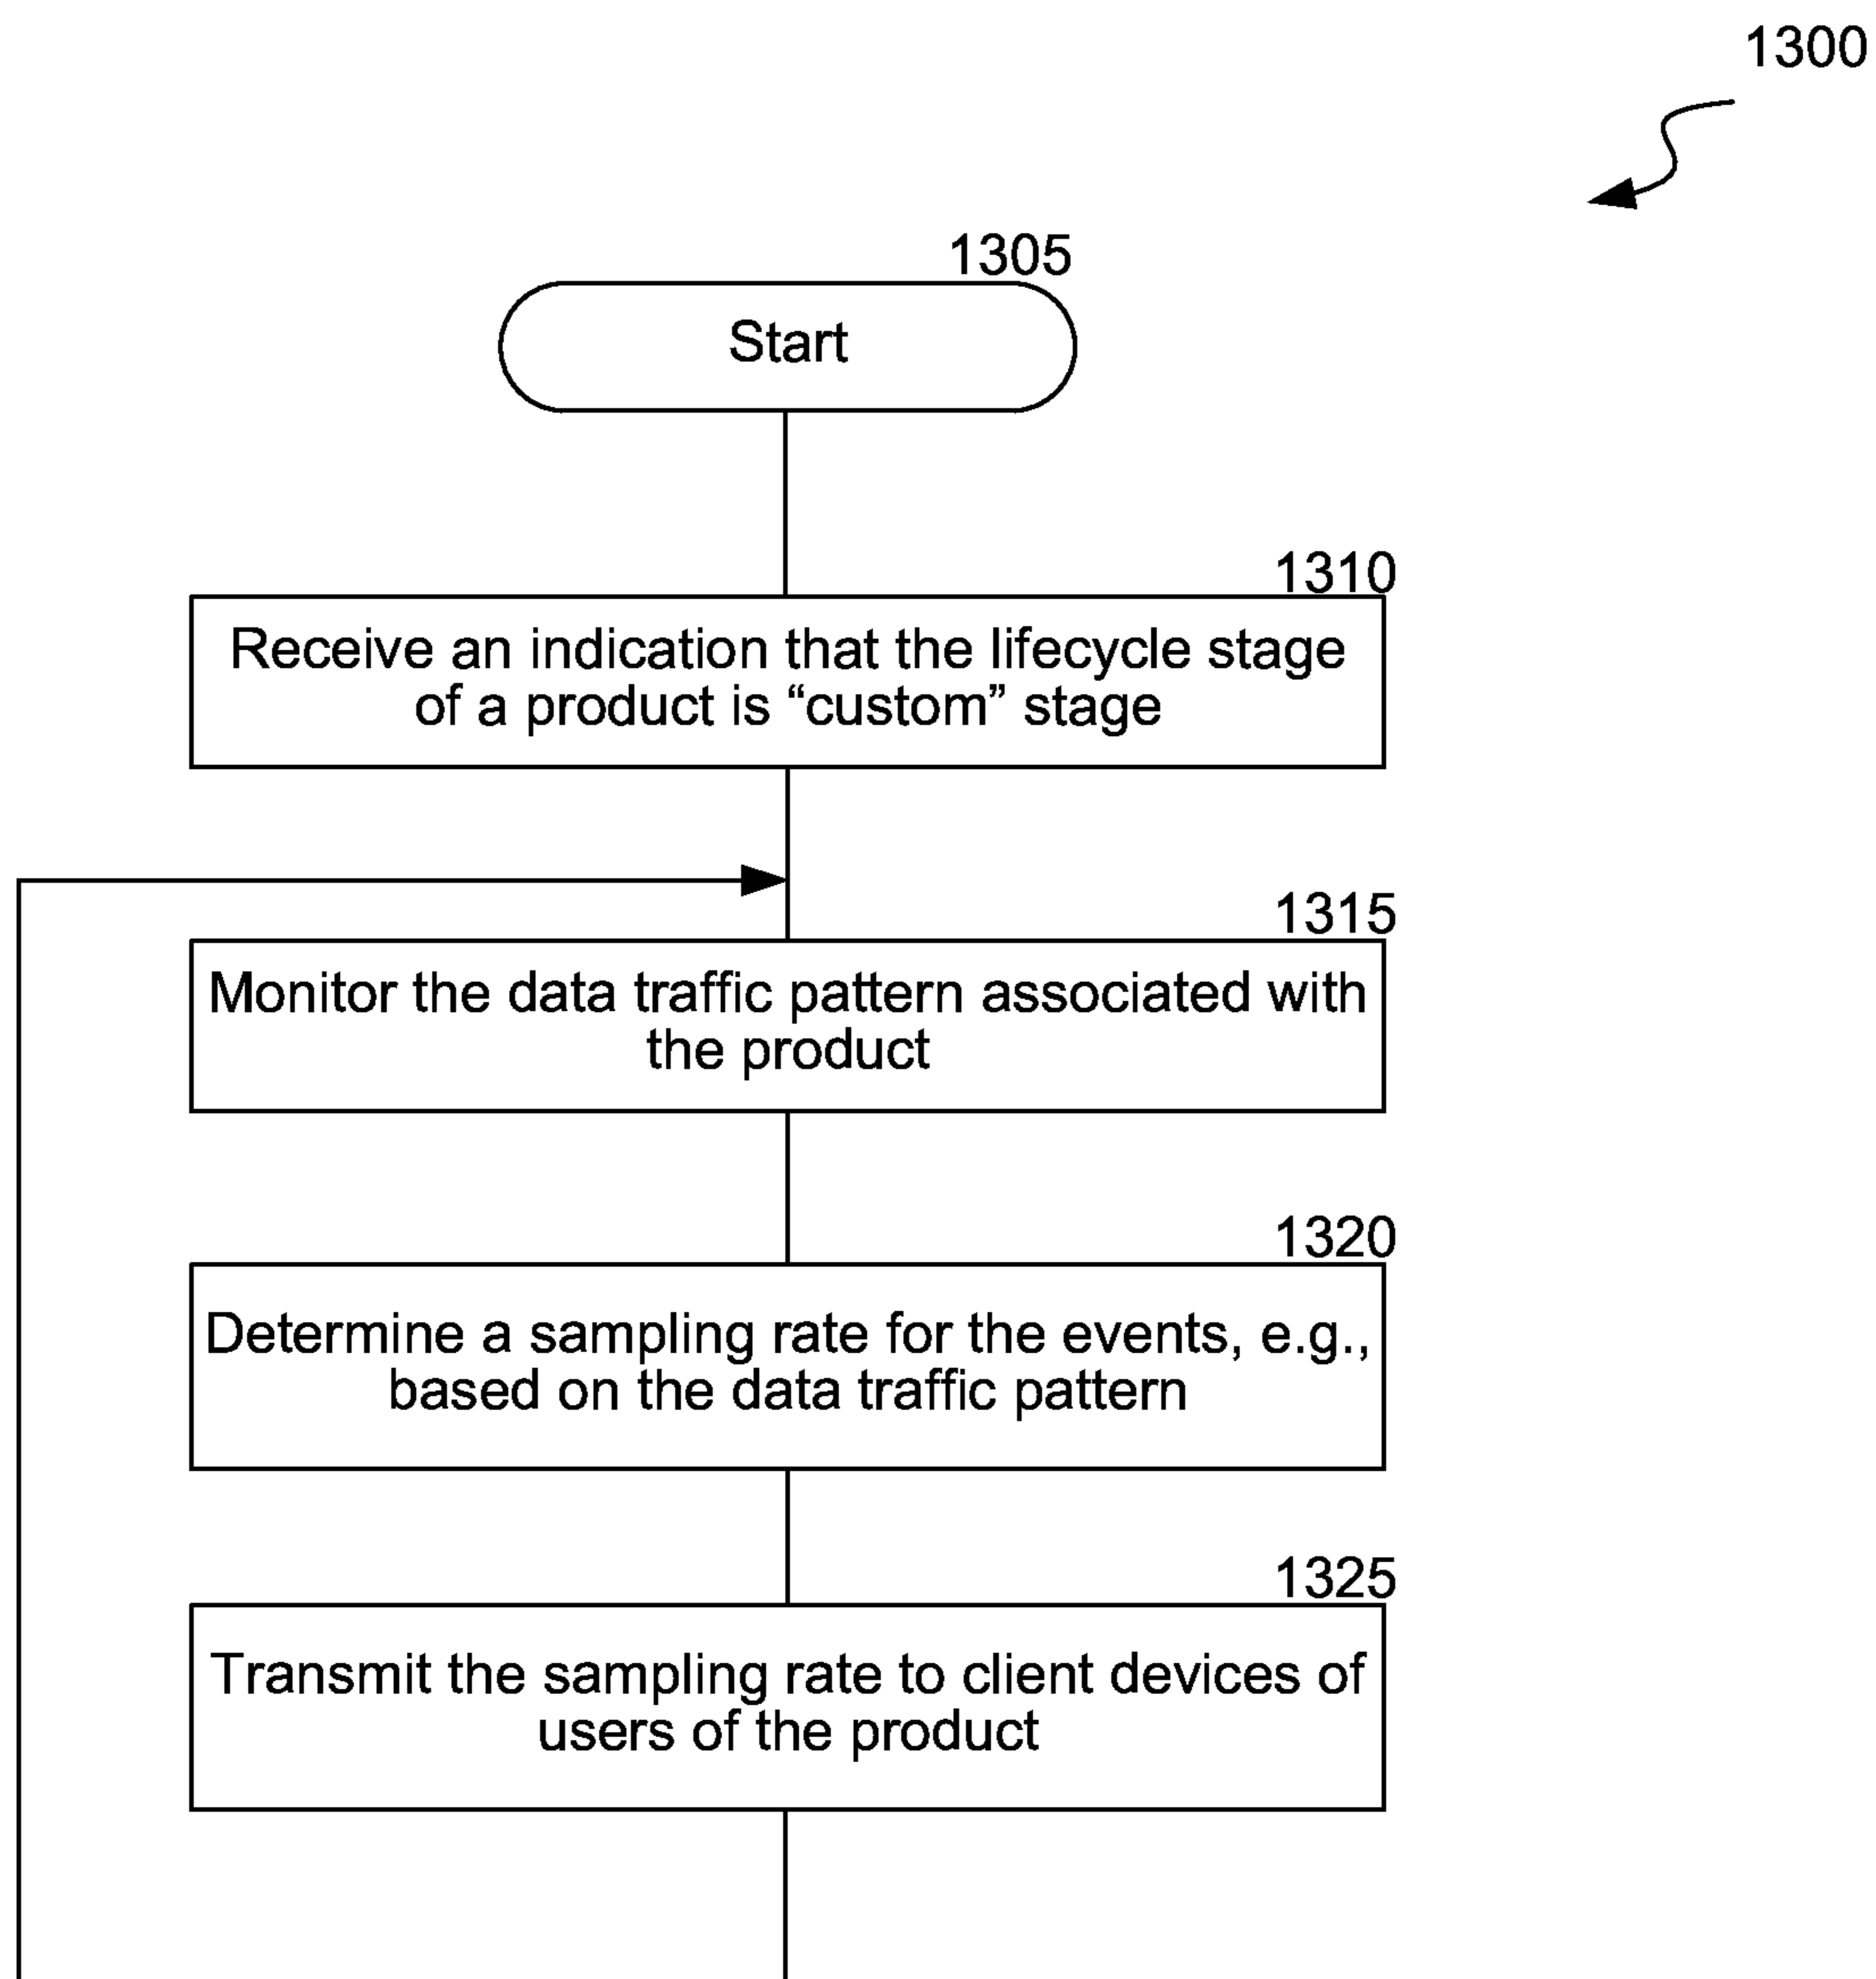 1300
1305
Start
1310
Receive an indication that the lifecycle stage
of a product is “custom” stage
1315
Monitor the data traffic pattern associated with
the product
1320
Determine a sampling rate for the events, e.g.,
based on the data traffic pattern
1325
Transmit the sampling rate to client devices of
users of the product